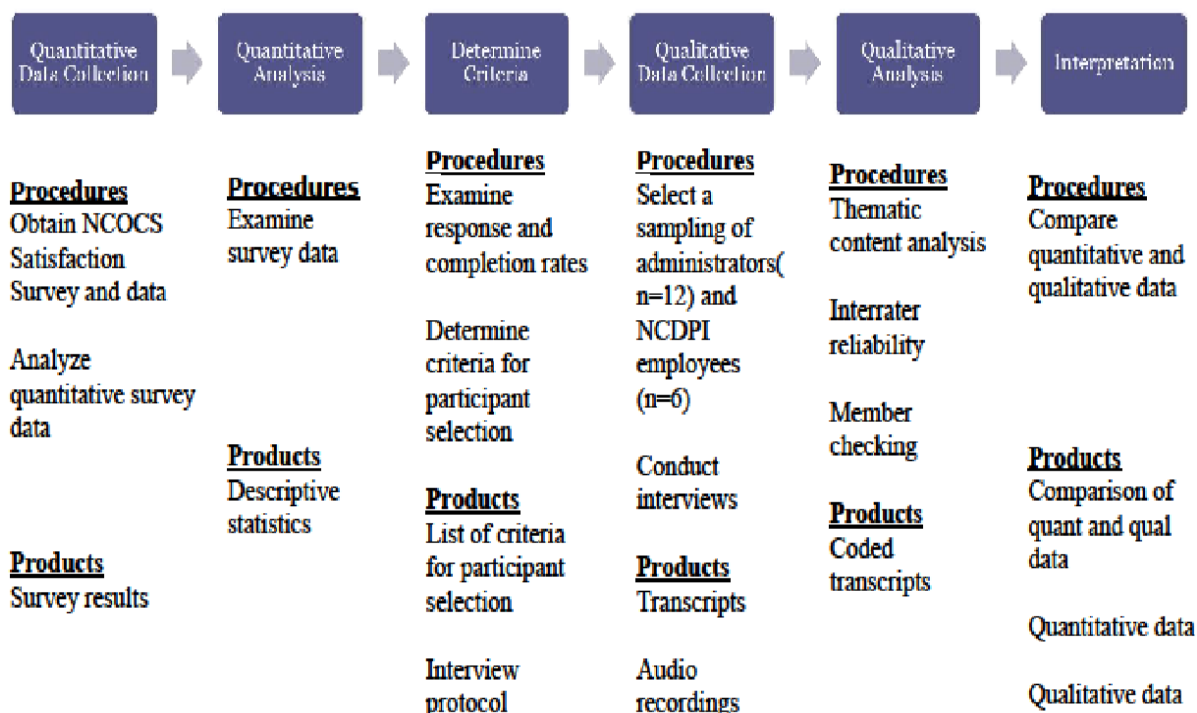 Quantitative
Data Collection
Quantitative
Analysis
Determine
Criteria
Qualitative
Data Collection
Qualitative
Analysis
Interpretation
Procedures
Obtain NCOCS
Satisfaction
Survey and data
Analyze
quantitative survey
data
Products
Survey results
Procedures
Examine
survey data
Products
Descriptive
statistics
Procedures
Examine
response and
completion rates
Determine
criteria for
participant
selection
Products
List of criteria
for participant
selection
Interview
protocol
Procedures
Select a
sampling of
administrators(
n=12) and
NCDPI
employees
(n=6)
Conduct
interviews
Products
Transcripts
Audio
recordings
Procedures
Thematic
content analysis
Interrater
reliability
Member
checking
Products
Coded
transcripts
Procedures
Compare
quantitative and
qualitative data
Products
Comparison of
quant and qual
data
Quantitative data
Qualitative data